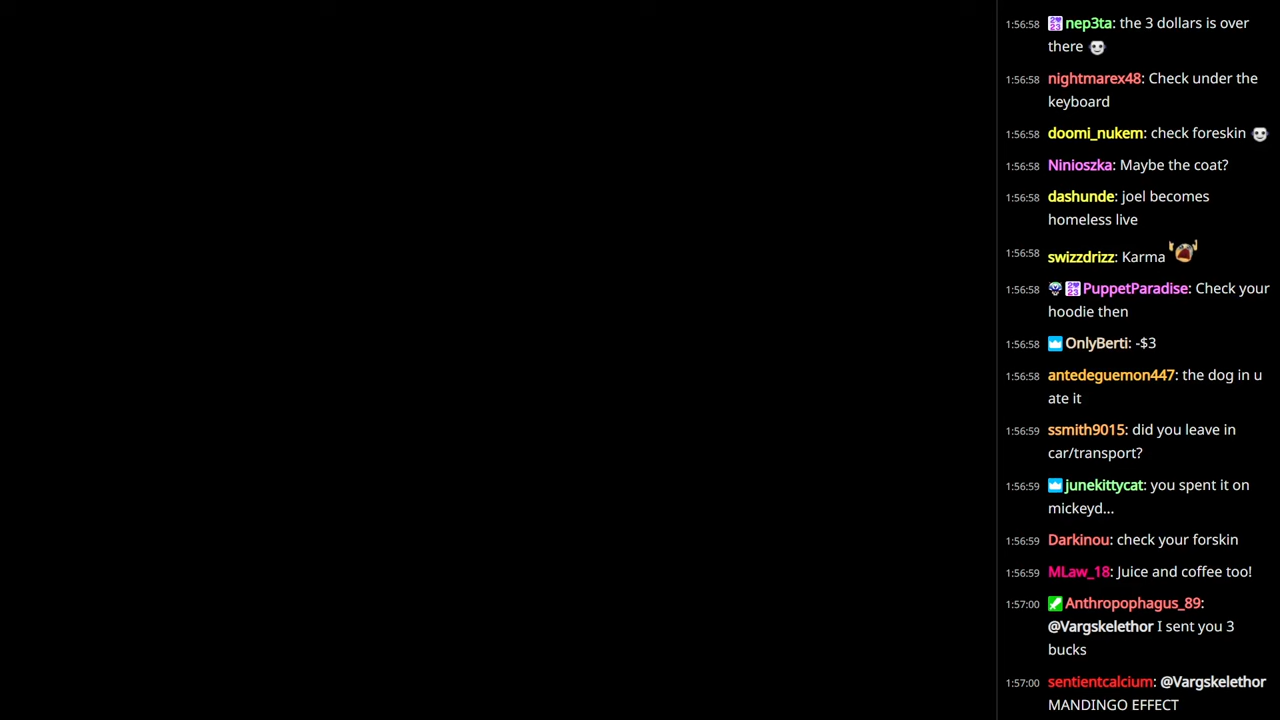 1:56:58 nep3ta: the 3 dollars is over
there
1:56:58 nightmarex48: Check under the
keyboard
1:56:58 doomi_nukem: check foreskin
1:56:58 Ninioszka: Maybe the coat?
1:56:58 dashunde: joel becomes
homeless live
1:56:58 swizzdrizz: Karma
1:56:58 PuppetParadise: Check your
hoodie then
1:56:58 OnlyBerti: -$3
1:56:58 antedeguemon447: the dog in u
ate it
1:56:59 ssmith9015: did you leave in
car/transport?
1:56:59 junekittycat: you spent it on
mickeyd...
1:56:59 Darkinou: check your forskin
1:56:59 MLaw_18: Juice and coffee too!
1:57:00 Anthropophagus_89:
@Vargskelethor I sent you 3
bucks
1:57:00 sentientcalcium: @Vargskelethor
MANDINGO EFFECT